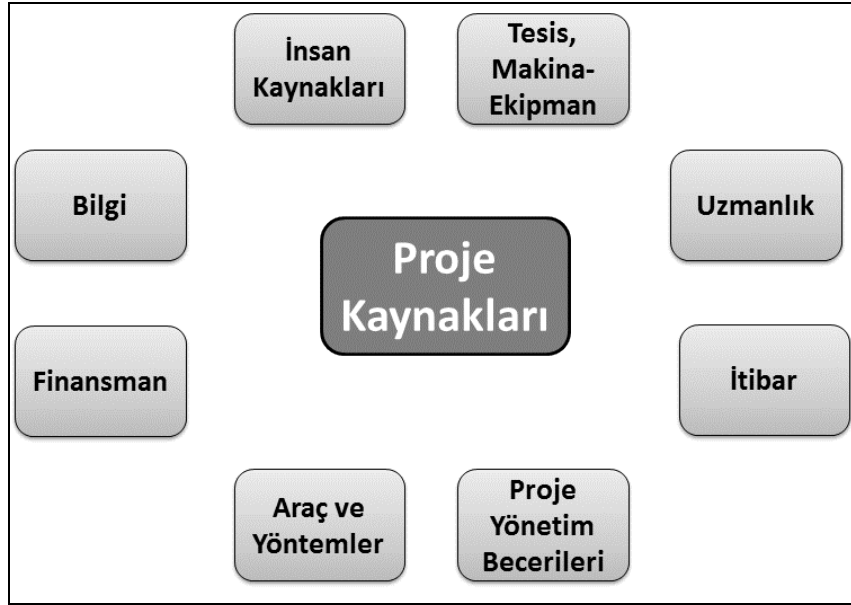 İnsan
Kaynakları
Tesis,
Makina-
Ekipman
Bilgi
Uzmanlık
Proje
Kaynakları
Finansman
İtibar
Araç ve
Yöntemler
Proje
Yönetim
Becerileri